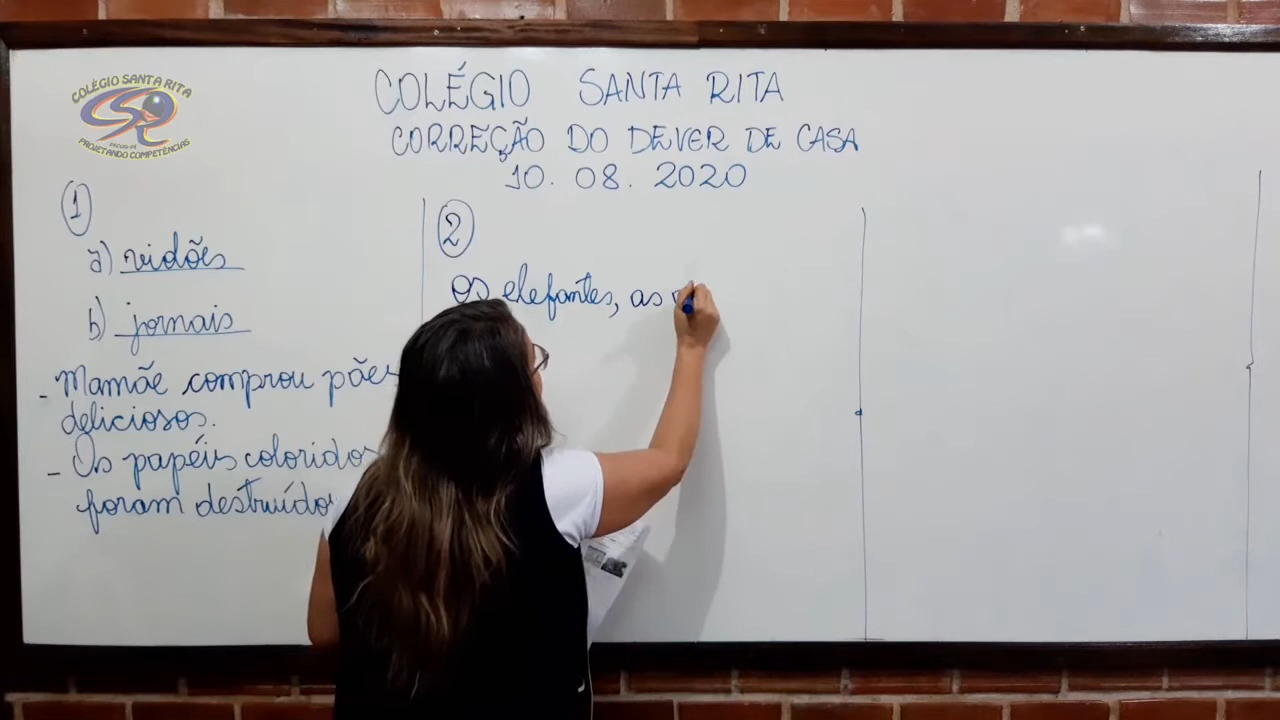 COLÉGIO SANTA RITA
PROJETANDO COMPETÊNCIAS
COLÉGIO SANTA RITA
CORREÇÃO DO DEVER DE CASA
10. 08. 2020
1
a) vidões
b) jornais
- Mamãe comprou pães
deliciosos.
- Os papéis coloridos
foram destruído
2
Os elefantes, as